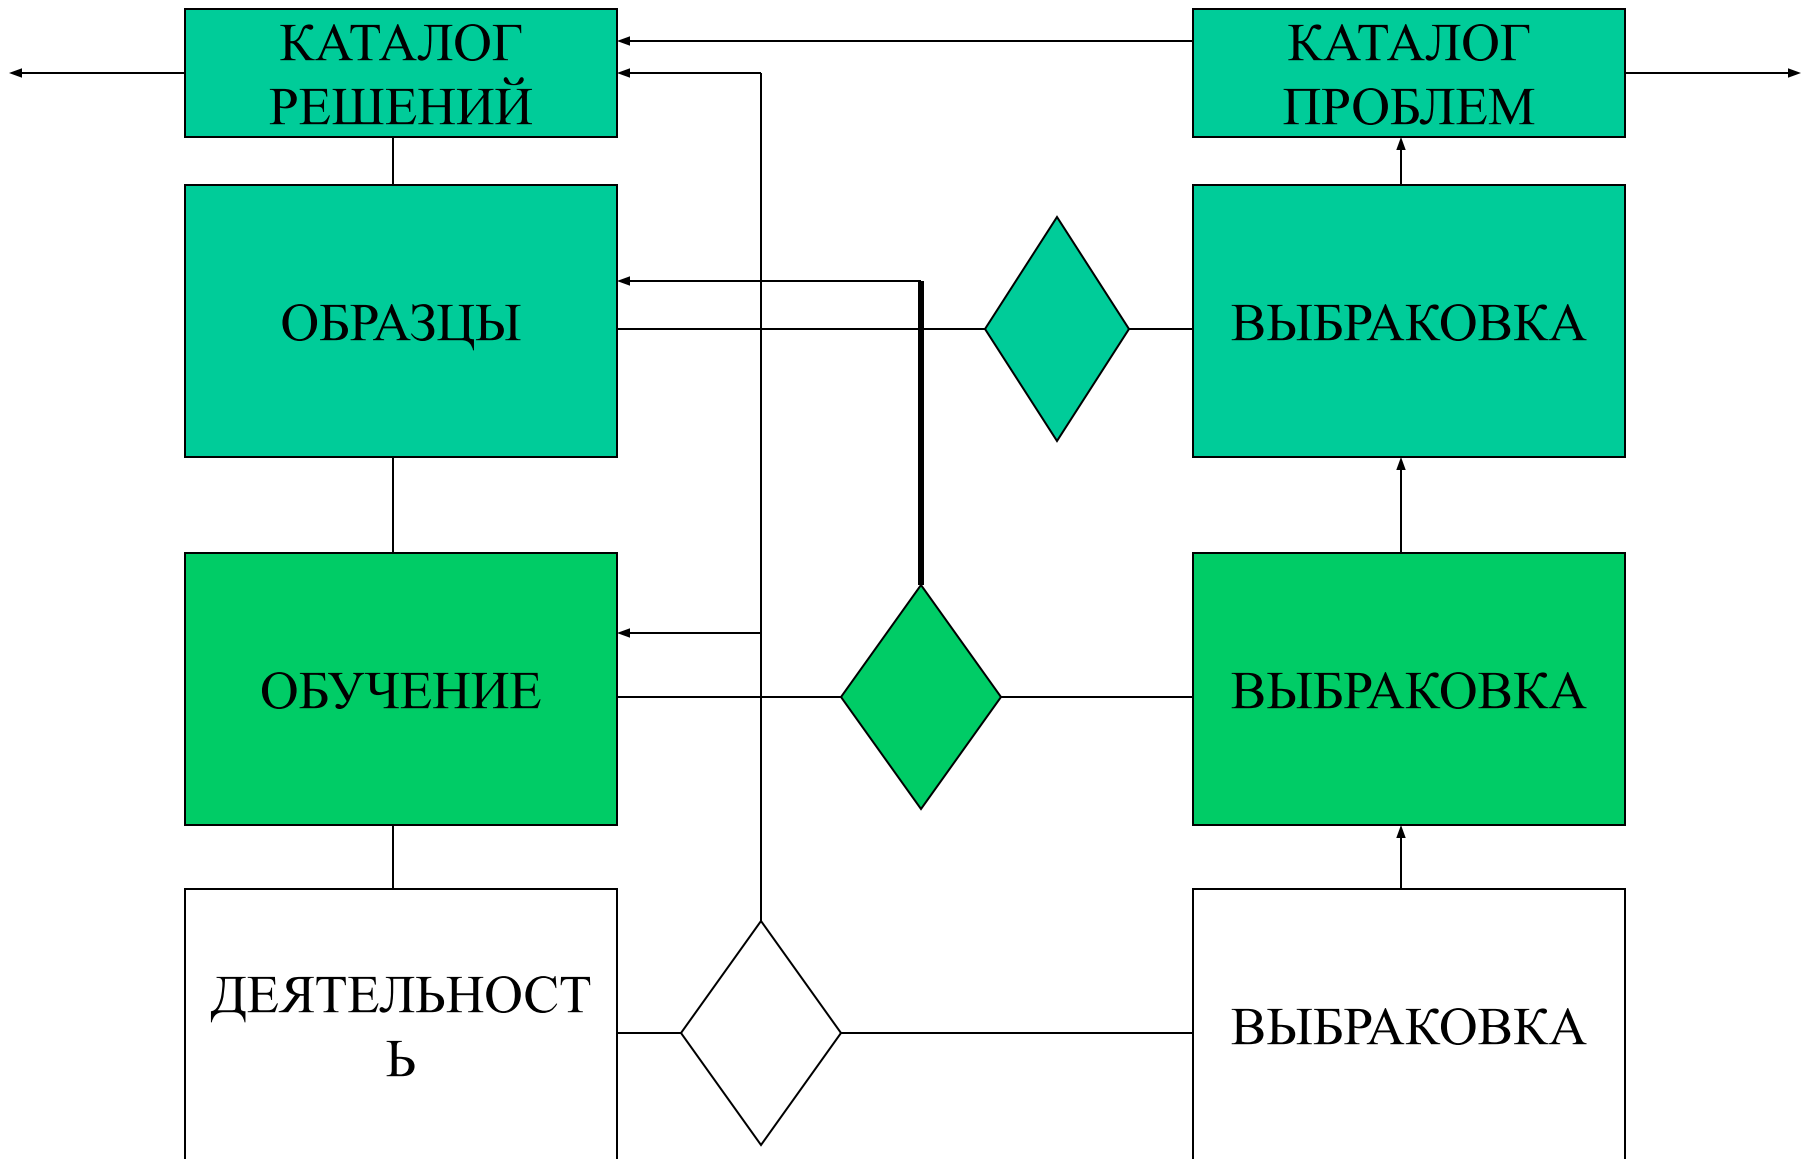 КАТАЛОГ
РЕШЕНИЙ
КАТАЛОГ
ПРОБЛЕМ
ОБРАЗЦЫ
ВЫБРАКОВКА
ОБУЧЕНИЕ
ВЫБРАКОВКА
ДЕЯТЕЛЬНОСТ
Ь
ВЫБРАКОВКА